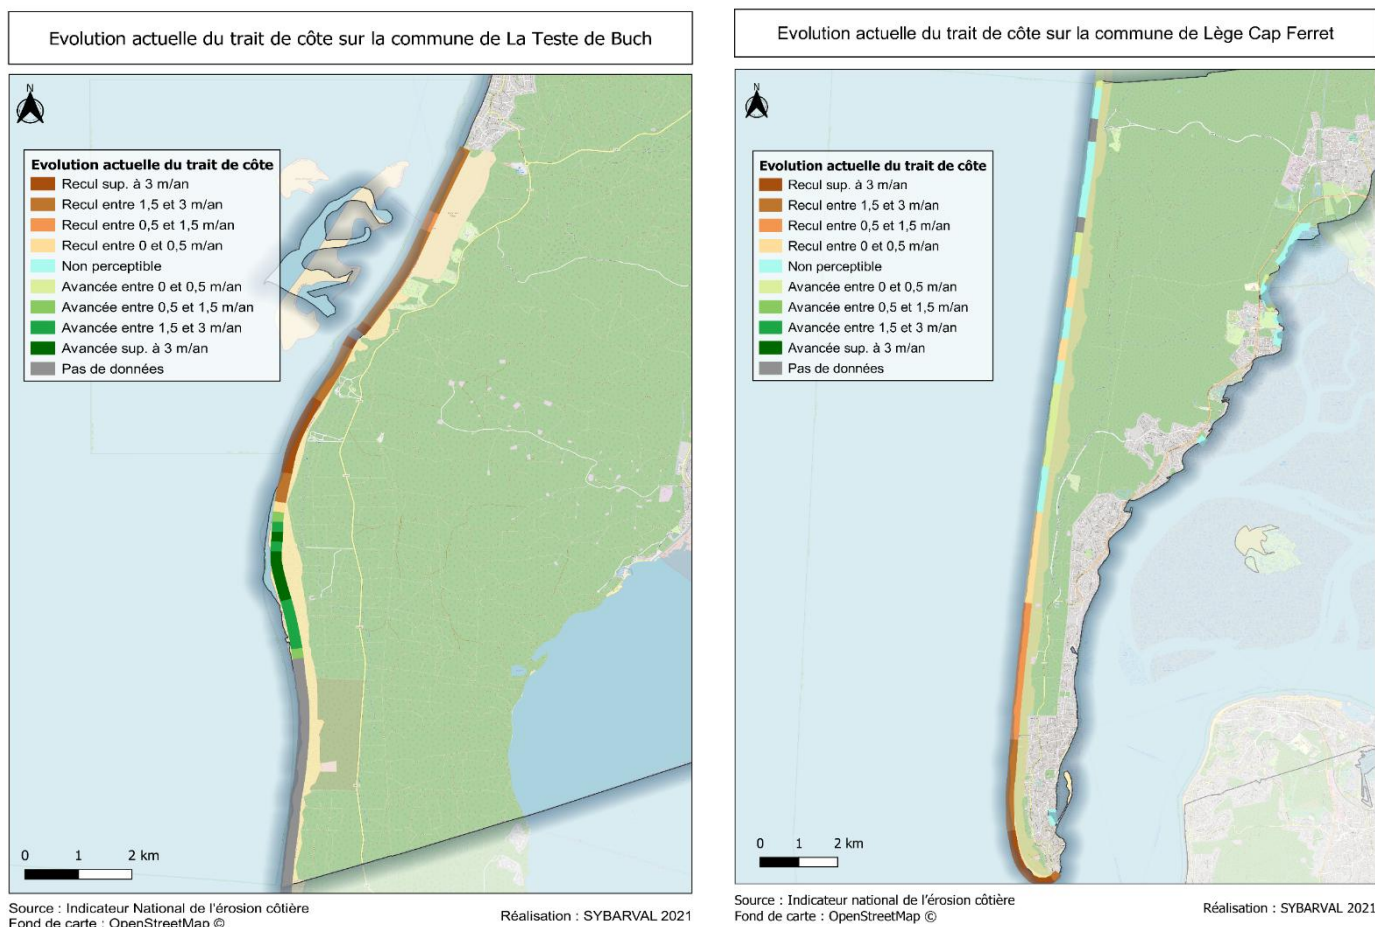 Evolution actuelle du trait de côte sur la commune de La Teste de Buch
N
Evolution actuelle du trait de côte
Recul sup. à 3 m/an
Recul entre 1,5 et 3 m/an
Recul entre 0,5 et 1,5 m/an
Recul entre 0 et 0,5 m/an
Non perceptible
Avancée entre 0 et 0,5 m/an
Avancée entre 0,5 et 1,5 m/an
Avancée entre 1,5 et 3 m/an
Avancée sup. à 3 m/an
Pas de données
0 1 2 km
Source : Indicateur National de l'érosion côtière
Fond de carte : OpenStreetMap ©
Réalisation : SYBARVAL 2021
Evolution actuelle du trait de côte sur la commune de Lège Cap Ferret
N
Evolution actuelle du trait de côte
Recul sup. à 3 m/an
Recul entre 1,5 et 3 m/an
Recul entre 0,5 et 1,5 m/an
Recul entre 0 et 0,5 m/an
Non perceptible
Avancée entre 0 et 0,5 m/an
Avancée entre 0,5 et 1,5 m/an
Avancée entre 1,5 et 3 m/an
Avancée sup. à 3 m/an
Pas de données
0 1 2 km
Source : Indicateur national de l'érosion côtière
Fond de carte : OpenStreetMap ©
Réalisation : SYBARVAL 2021